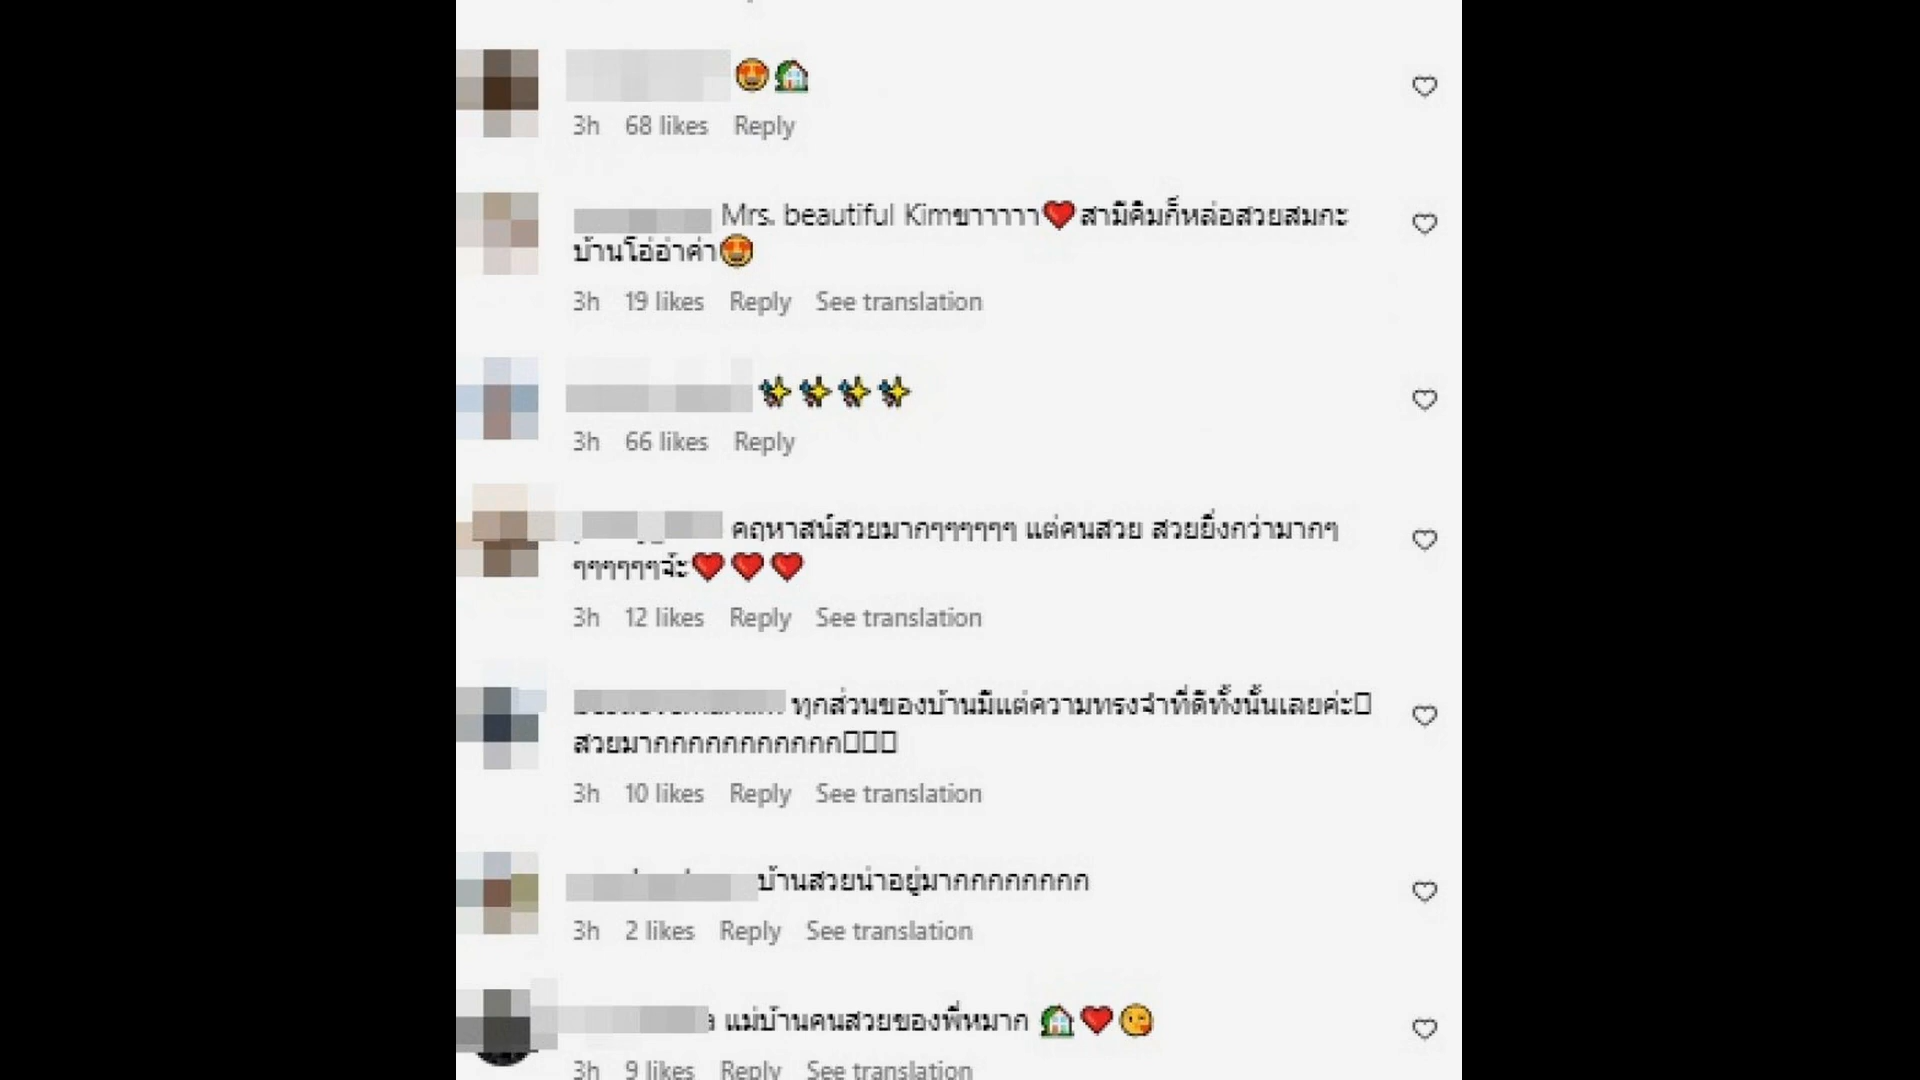 😍🏡
3h 68 likes Reply
Mrs. beautiful Kimขาาาาา❤️สามีคิมก็หล่อสวยสมกะ
บ้านโอ่อ่าค่า😍
3h 19 likes Reply See translation
✨✨✨✨
3h 66 likes Reply
คฤหาสน์สวยมากๆๆๆๆๆๆ แต่คนสวย สวยยิ่งกว่ามากๆ
ๆๆๆๆๆๆจ้ะ❤️❤️❤️
3h 12 likes Reply See translation
ทุกส่วนของบ้านมีแต่ความทรงจำที่ดีทั้งนั้นเลยค่ะ
สวยมากกกกกกกกกกก
3h 10 likes Reply See translation
บ้านสวยน่าอยู่มากกกกกกกก
3h 2 likes Reply See translation
แม่บ้านคนสวยของพี่หมาก 🏡❤️😘
3h 9 likes Reply See translation